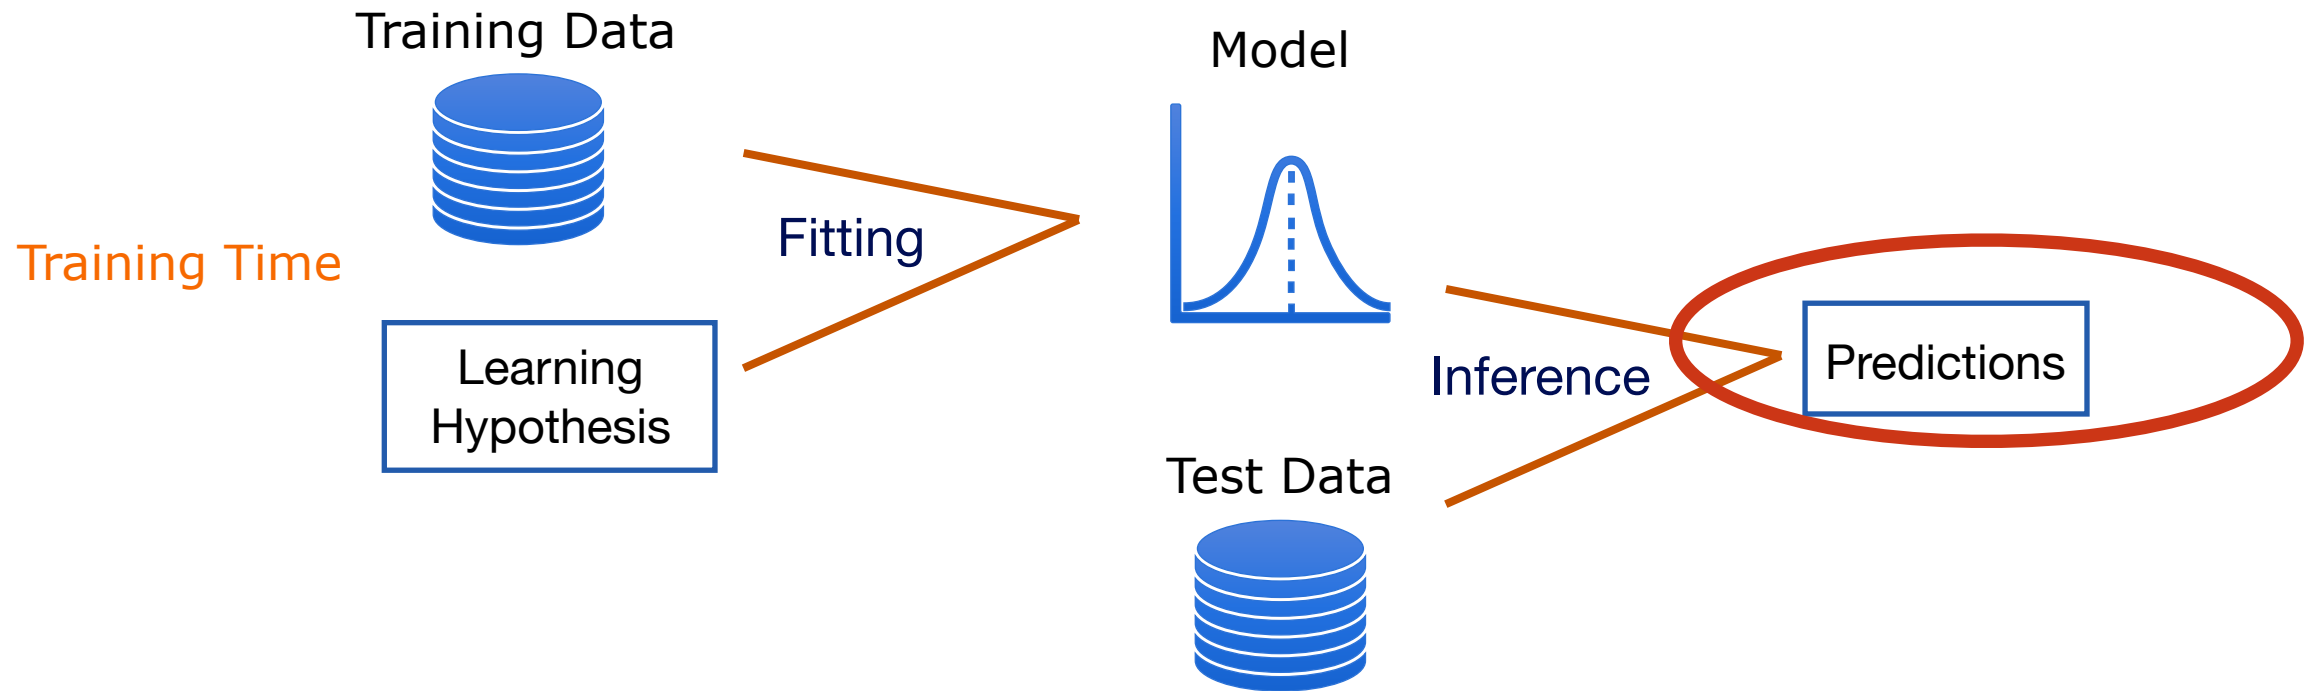 Training Data
Model
Fitting
Training Time
Learning
Hypothesis
Inference
Predictions
Test Data